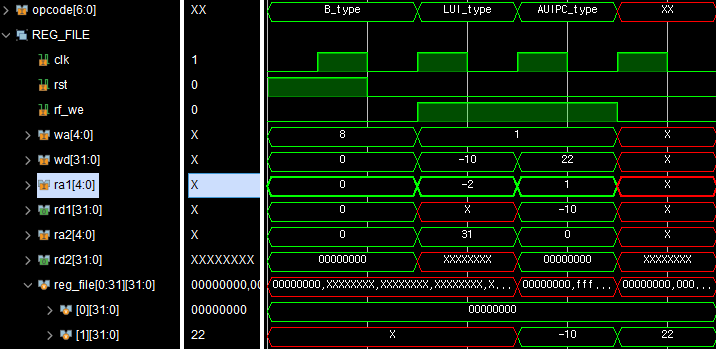 opcode[6:0] XX B_type LUI_type AUIPC_type XX
REG_FILE
clk 1
rst 0
rf_we 0
wa[4:0] X 8 1 X
wd[31:0] X 0 -10 22 X
ra1[4:0] X 0 -2 1 X
rd1[31:0] X 0 X -10 X
ra2[4:0] X 0 31 0 X
rd2[31:0] XXXXXXXX 00000000 XXXXXXXX 00000000 XXXXXXXX
reg_file[0:31][31:0] 00000000,00 00000000,XXXXXXXX,XXXXXXXX,XXXXXXXX,X... 00000000,fff... 00000000,000...
[0][31:0] 00000000 00000000
[1][31:0] 22 X -10 22